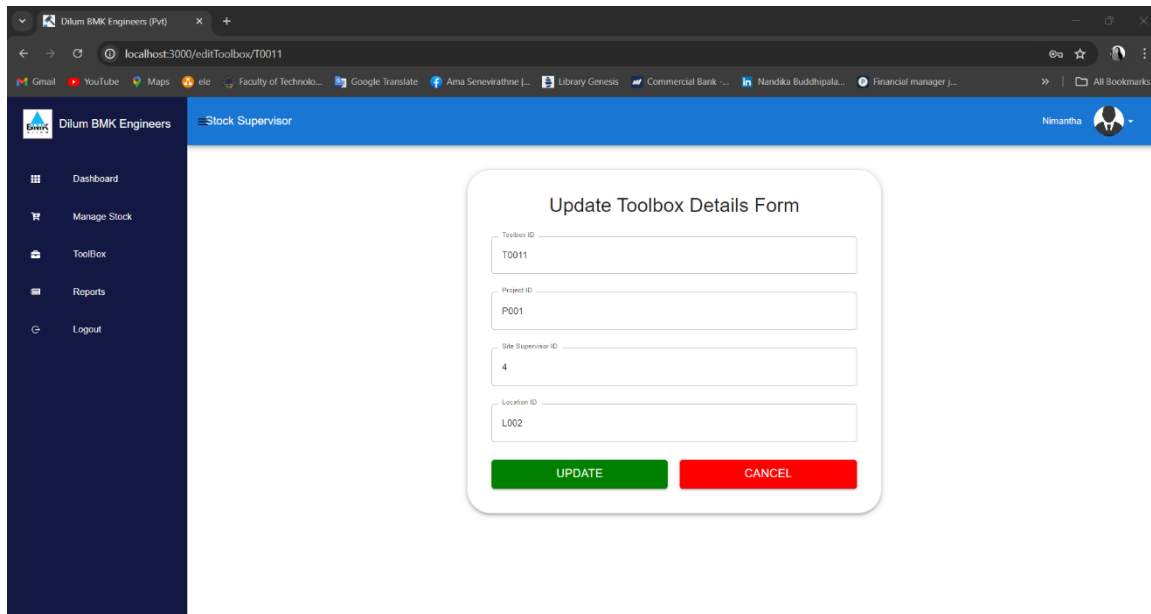 Dilum BMK Engineers (Pvt)
localhost:3000/editToolbox/T0011
Gmail YouTube Maps ele Faculty of Technolo... Google Translate Ama Senevirathne |... Library Genesis Commercial Bank -... Nandika Buddhipala... Financial manager j... » All Bookmarks
BMK Dilum BMK Engineers Stock Supervisor Nimantha
Dashboard
Manage Stock
ToolBox
Reports
Logout
Update Toolbox Details Form
Toolbox ID
T0011
Project ID
P001
Site Supervisor ID
4
Location ID
L002
UPDATE CANCEL